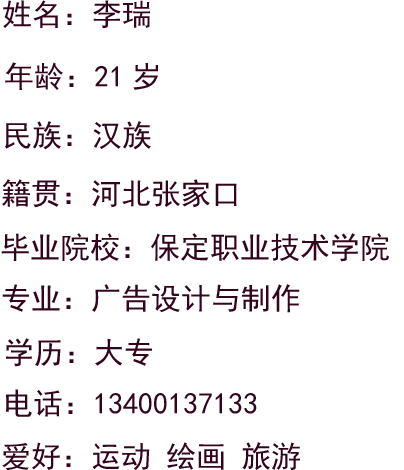 姓名：李瑞
年龄：21 岁
民族：汉族
籍贯：河北张家口
毕业院校：保定职业技术学院
专业：广告设计与制作
学历：大专
电话：13400137133
爱好：运动 绘画 旅游